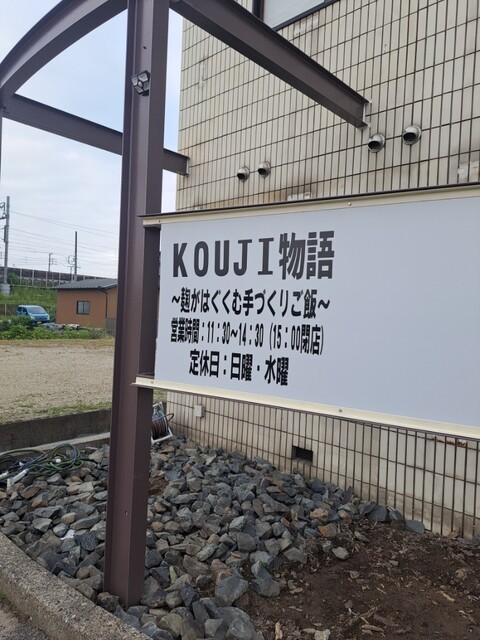 KOUJI物語
～麹がはぐくむ手づくりご飯～
営業時間：11：30～14：30（15：00閉店）
定休日：日曜・水曜